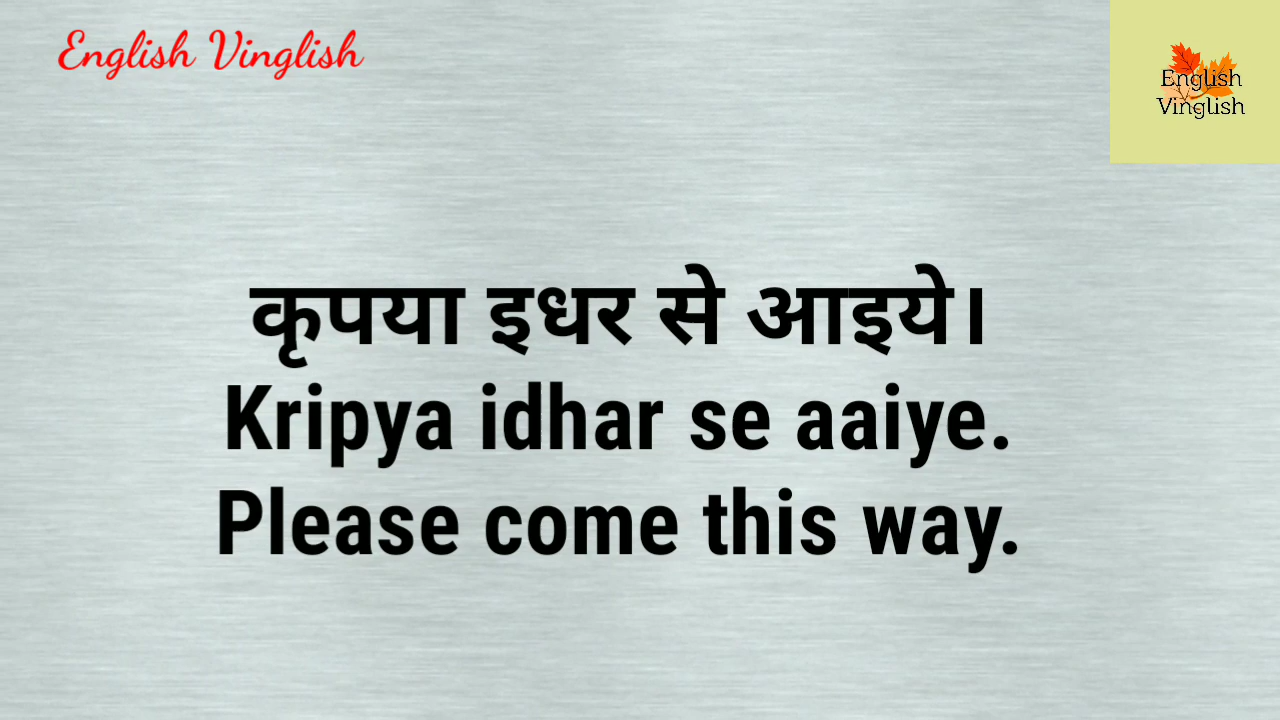 English Vinglish
English
Vinglish
कृपया इधर से आइये।
Kripya idhar se aaiye.
Please come this way.